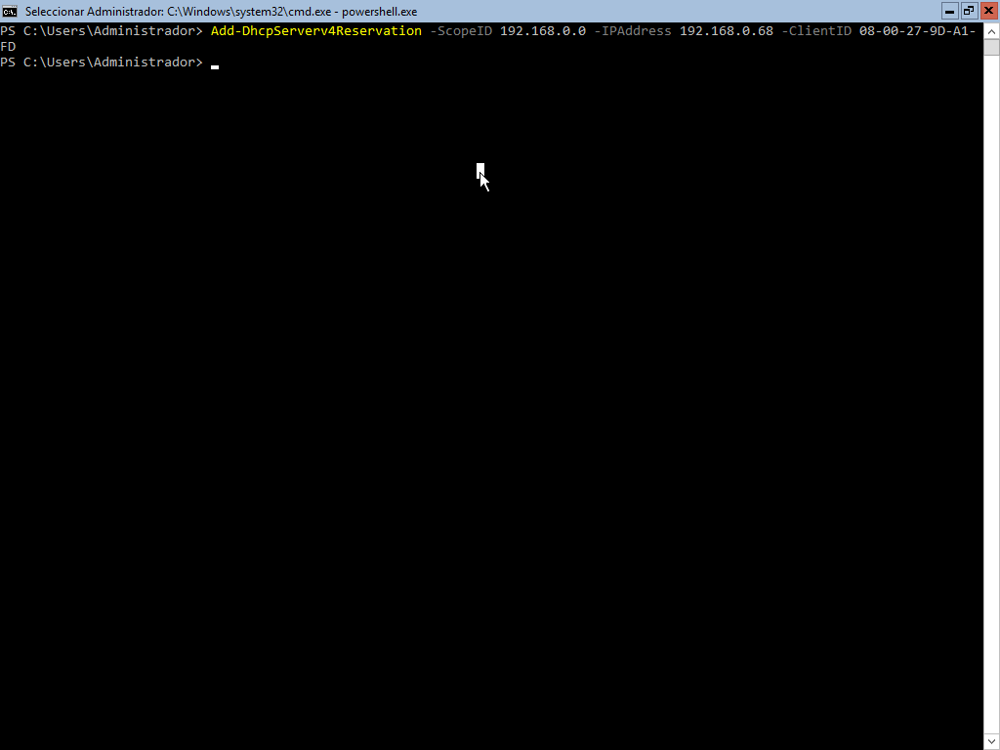 Seleccionar Administrador: C:\Windows\system32\cmd.exe - powershell.exe
PS C:\Users\Administrador> Add-DhcpServerv4Reservation -ScopeID 192.168.0.0 -IPAddress 192.168.0.68 -ClientID 08-00-27-9D-A1-
FD
PS C:\Users\Administrador>